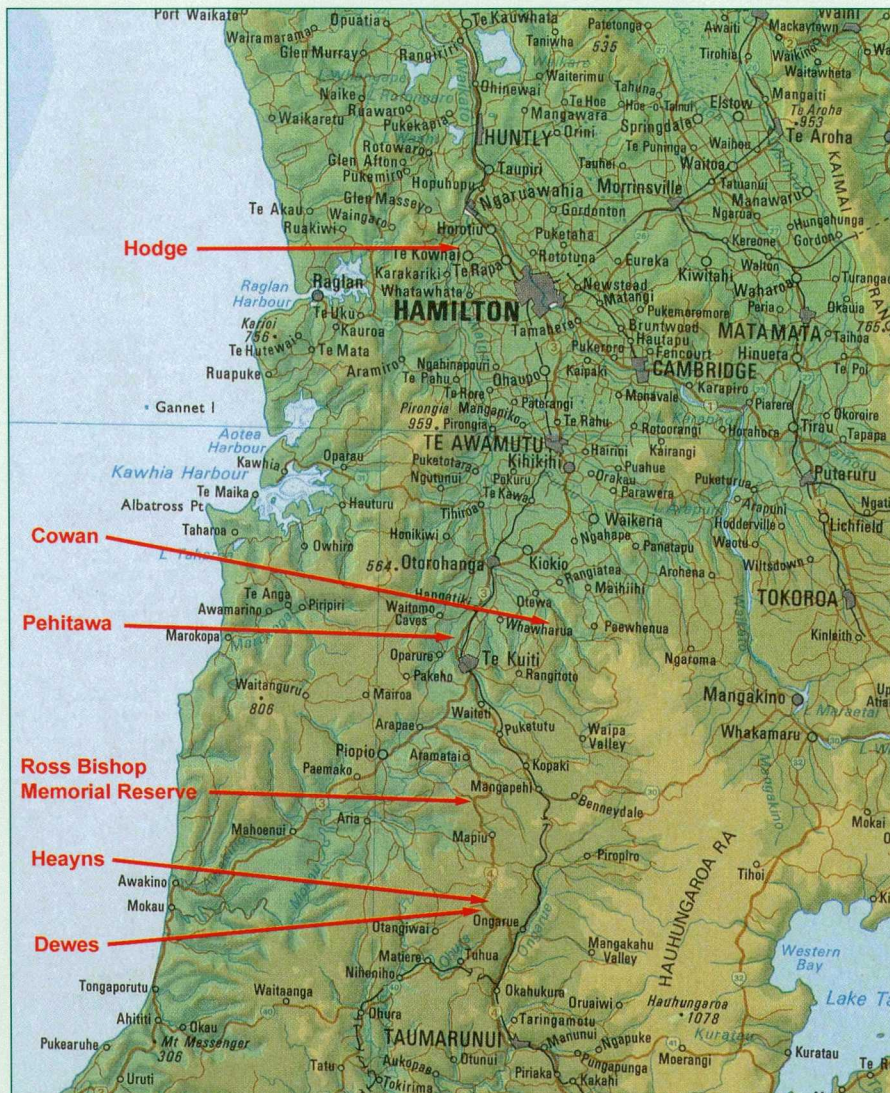 Port Waikato
Opuatia
Te Kauwhata
Patetonga
Awaiti
Mackaytown
Wairamarama
Taniwha
535
Rangiriri
Tirohia
Waikino
Glen Murray
Waiterimu
Waitawheta
Ohinewai
Naike
Te Hoe
Tahuna
Mangaiti
Ruawaro
Mangawara
Hoe-o-Tainui
Elstow
Te Aroha
953
Waikaretu
Pukekapia
Orini
Springdale
HUNTLY
Te Aroha
Rotowaro
Te Puninga
Waihou
Glen Afton
Taupiri
Tauhei
Waitoa
KAIMAI
Pukemiro
Hopuhopu
Morrinsville
Tatuanui
Ngaruawahia
Manawaru
Te Akau
Glen Massey
Gordonton
Ngarua
Waingaro
Hungahunga
Ruakiwi
Horotiu
Puketaha
Kereone
Gordon
Hodge
Te Kowhai
Rototuna
Eureka
Walton
Karakariki
Te Rapa
Kiwitahi
Raglan
Harbour
Raglan
Whatawhata
Newstead
Waharoa
HAMILTON
Matangi
Te Uku
Pukemoremore
Peria
Okauia
Karioi
756
Kauroa
Tamahere
Bruntwood
MATAMATA
Hautapu
Taihoa
Te Hutewai
Te Mata
Ngahinapouri
Pukeroro
Fencourt
Hinuera
Ruapuke
Aramiro
Te Pahu
Ohaupo
Kaipaki
CAMBRIDGE
Te Poi
Te Rore
Karapiro
Gannet I
Pirongia
959
Mangapiko
Paterangi
Monavale
Piarere
Pirongia
Te Rahu
Rotoorangi
Horahora
Okoroire
Tirau
Aotea
Harbour
TE AWAMUTU
Hairini
Kairangi
Tapapa
Kawhia Harbour
Kawhia
Oparau
Puketotara
Kihikihi
Puahue
Puketurua
Putaruru
Te Maika
Ngutunui
Pokuru
Orakau
Parawera
Arapuni
Albatross Pt
Te Kawa
Hauturu
Tihiroa
Waikeria
Hodderville
Lichfield
Taharoa
Honikiwi
Ngahape
Cowan
Owhiro
Panetapu
Waotu
564
Otorohanga
Kiokio
Arohena
Wiltsdown
Rangiatea
Te Anga
Hangatiki
Otewa
Maihiihi
TOKOROA
Awamarino
Piripiri
Waitomo
Caves
Pehitawa
Whawharua
Paewhenua
Marokopa
Kinleith
Oparure
Te Kuiti
Ngaroma
Pakeho
Rangitoto
Waitanguru
806
Mairoa
Mangakino
Waiteti
Arapae
Puketutu
Waipa
Valley
Whakamaru
Piopio
Ross Bishop
Memorial Reserve
Aramatai
Kopaki
Paemako
Mangapehi
Benneydale
Aria
Mahoenui
Mapiu
Piropiro
Tihoi
Heayns
Awakino
HAUHUNGAROA RA
Mokau
Dewes
Otangiwai
Ongarue
Mangakahu
Valley
Western
Bay
Matiere
Tuhua
Niheniho
Tongaporutu
Waitaanga
Okahukura
Hauhungaroa
1078
Oruaiwi
Ohura
Ahititi
Okau
Taringamotu
Pukearuhe
Mt Messenger
306
TAUMARUNUI
Manunui
Ngapuke
Kuratau
Kuratau
Aukopae
Otunui
Pungapunga
Moerangi
Uruti
Tatu
Tokirima
Piriaka
Kakahi